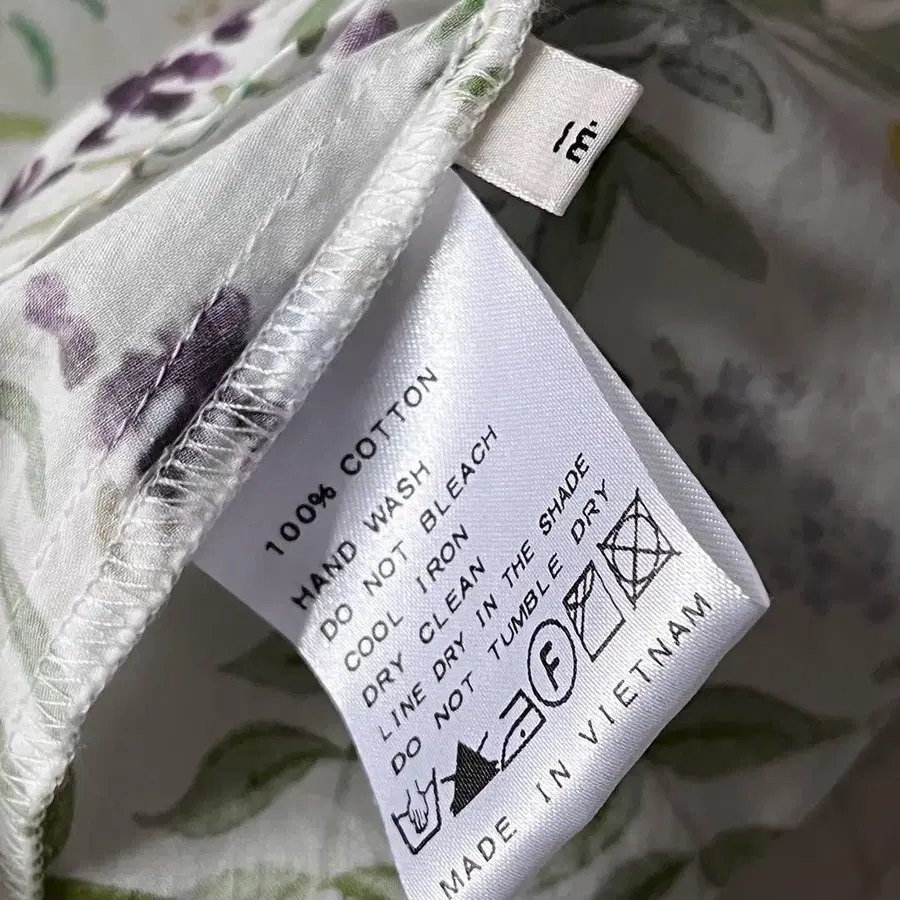 m.
100% COTTON
HAND WASH
DO NOT BLEACH
COOL IRON
DRY CLEAN
LINE DRY IN THE SHADE
DO NOT TUMBLE DRY
F
MADE IN VIETNAM